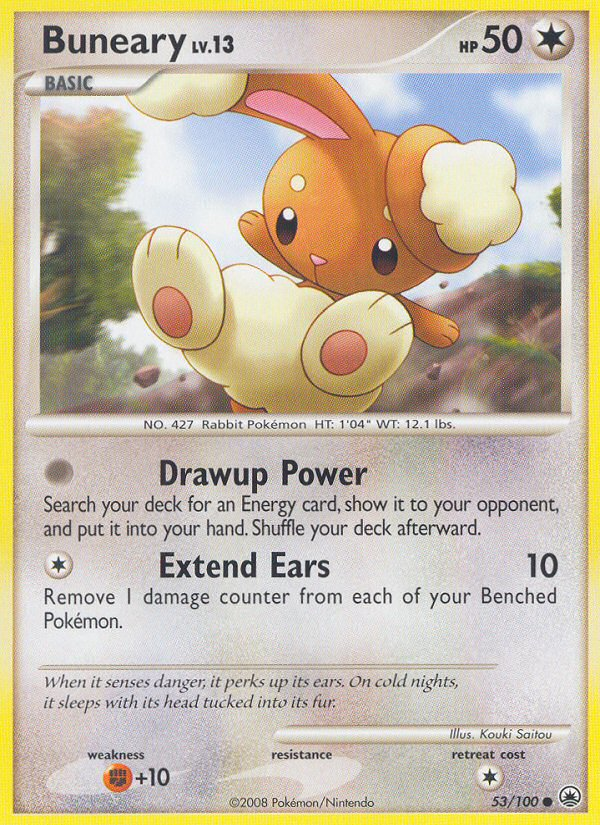 Buneary LV.13
HP 50
BASIC
NO. 427 Rabbit Pokémon HT: 1'04" WT: 12.1 lbs.
Drawup Power
Search your deck for an Energy card, show it to your opponent,
and put it into your hand. Shuffle your deck afterward.
Extend Ears 10
Remove 1 damage counter from each of your Benched
Pokémon.
When it senses danger, it perks up its ears. On cold nights,
it sleeps with its head tucked into its fur.
Illus. Kouki Saitou
weakness resistance retreat cost
+10
©2008 Pokémon/Nintendo 53/100